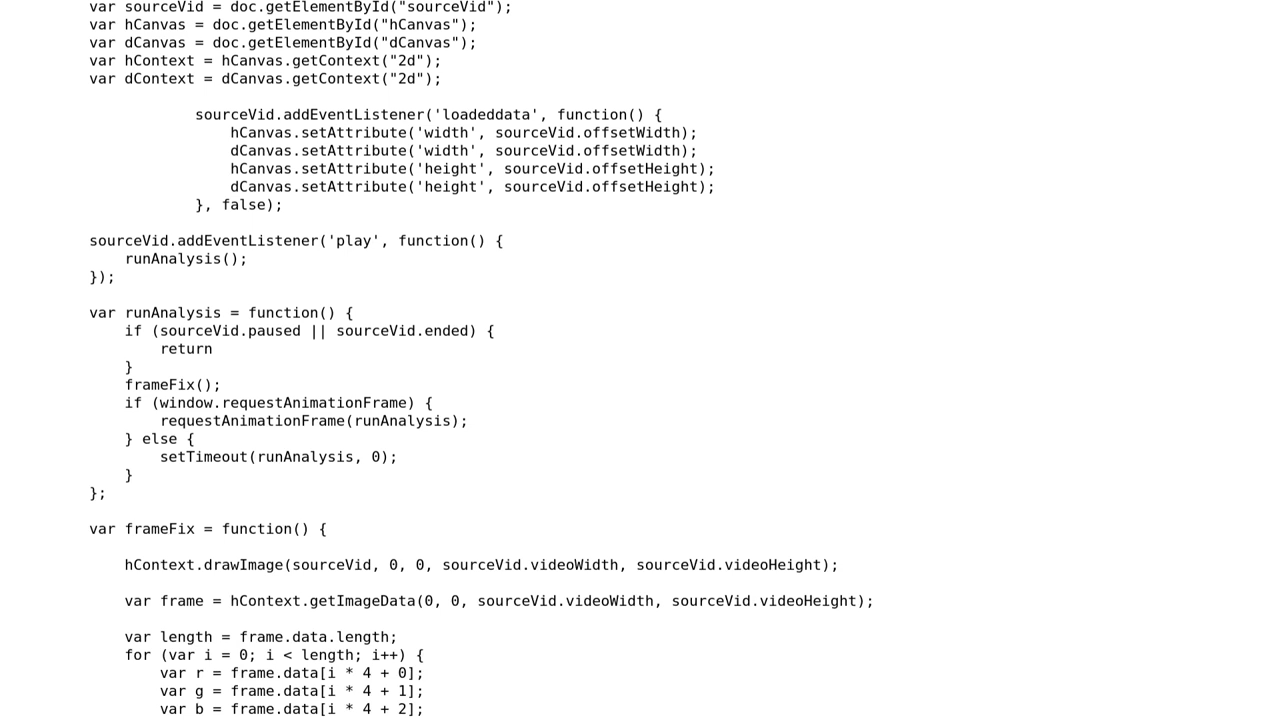 var sourceVid = doc.getElementById("sourceVid");
var hCanvas = doc.getElementById("hCanvas");
var dCanvas = doc.getElementById("dCanvas");
var hContext = hCanvas.getContext("2d");
var dContext = dCanvas.getContext("2d");
sourceVid.addEventListener('loadeddata', function() {
hCanvas.setAttribute('width', sourceVid.offsetWidth);
dCanvas.setAttribute('width', sourceVid.offsetWidth);
hCanvas.setAttribute('height', sourceVid.offsetHeight);
dCanvas.setAttribute('height', sourceVid.offsetHeight);
}, false);
sourceVid.addEventListener('play', function() {
runAnalysis();
});
var runAnalysis = function() {
if (sourceVid.paused || sourceVid.ended) {
return
}
frameFix();
if (window.requestAnimationFrame) {
requestAnimationFrame(runAnalysis);
} else {
setTimeout(runAnalysis, 0);
}
};
var frameFix = function() {
hContext.drawImage(sourceVid, 0, 0, sourceVid.videoWidth, sourceVid.videoHeight);
var frame = hContext.getImageData(0, 0, sourceVid.videoWidth, sourceVid.videoHeight);
var length = frame.data.length;
for (var i = 0; i < length; i++) {
var r = frame.data[i * 4 + 0];
var g = frame.data[i * 4 + 1];
var b = frame.data[i * 4 + 2];